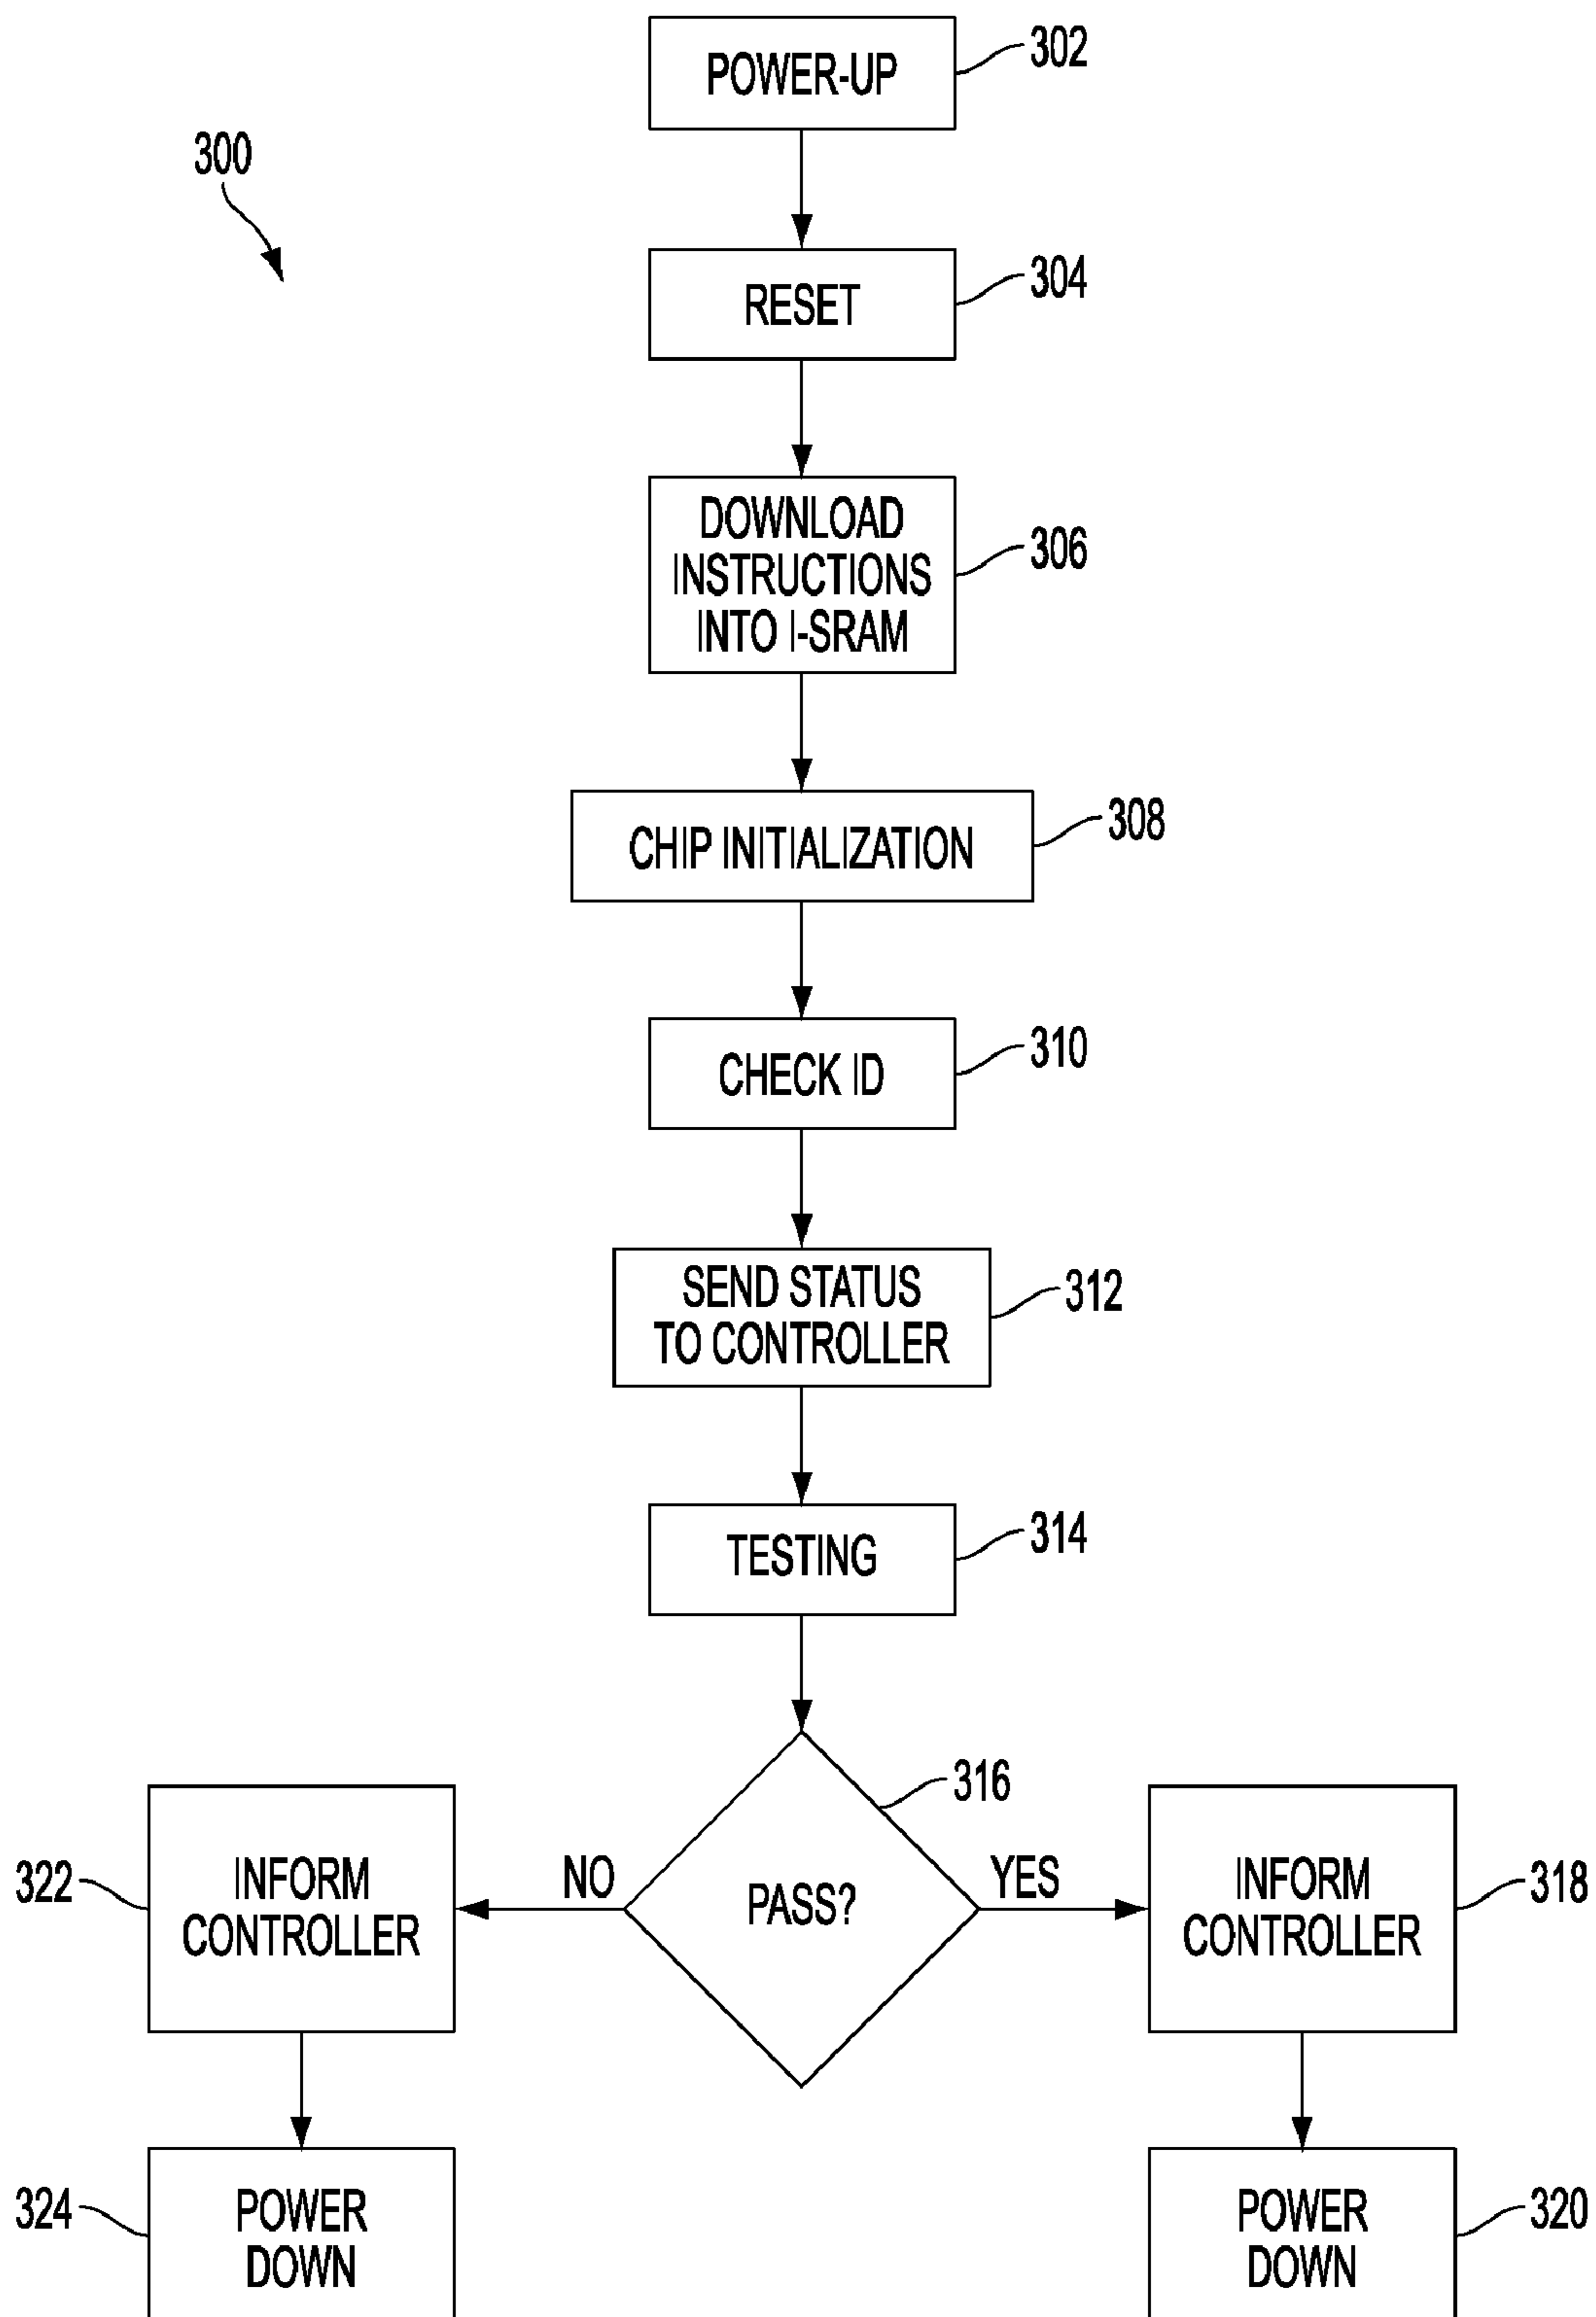 POWER-UP
302
300
RESET
304
DOWNLOAD
INSTRUCTIONS
INTO I-SRAM
306
CHIP INITIALIZATION
308
CHECK ID
310
SEND STATUS
TO CONTROLLER
312
TESTING
314
316
PASS?
NO
YES
322
INFORM
CONTROLLER
INFORM
CONTROLLER
318
324
POWER
DOWN
POWER
DOWN
320